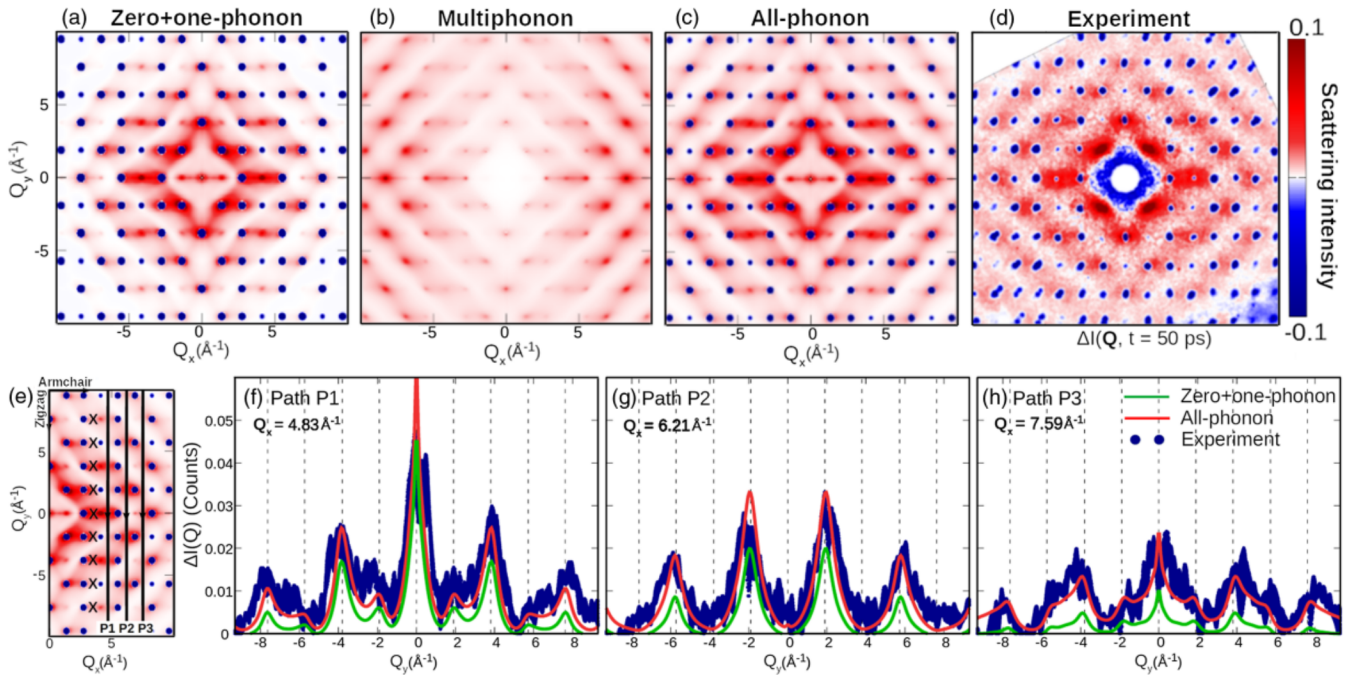 (a) Zero+one-phonon (b) Multiphonon (c) All-phonon (d) Experiment
0.1
Scattering intensity
-0.1
Qy(Å⁻¹)
5
0
-5
-5 0 5
Qx(Å⁻¹)
-5 0 5
Qx(Å⁻¹)
-5 0 5
Qx(Å⁻¹)
ΔI(Q, t = 50 ps)
(e) Armchair
Zigzag
X
X
X
X
X
X
X
X
X
Qy(Å⁻¹)
5
0
-5
P1 P2 P3
0 5
Qx(Å⁻¹)
(f) Path P1
Qx = 4.83 Å⁻¹
ΔI(Q) (Counts)
0.05
0.04
0.03
0.02
0.01
0
-8 -6 -4 -2 0 2 4 6 8
Qy(Å⁻¹)
(g) Path P2
Qx = 6.21 Å⁻¹
-8 -6 -4 -2 0 2 4 6 8
Qy(Å⁻¹)
(h) Path P3
Qx = 7.59 Å⁻¹
Zero+one-phonon
All-phonon
Experiment
-8 -6 -4 -2 0 2 4 6 8
Qy(Å⁻¹)